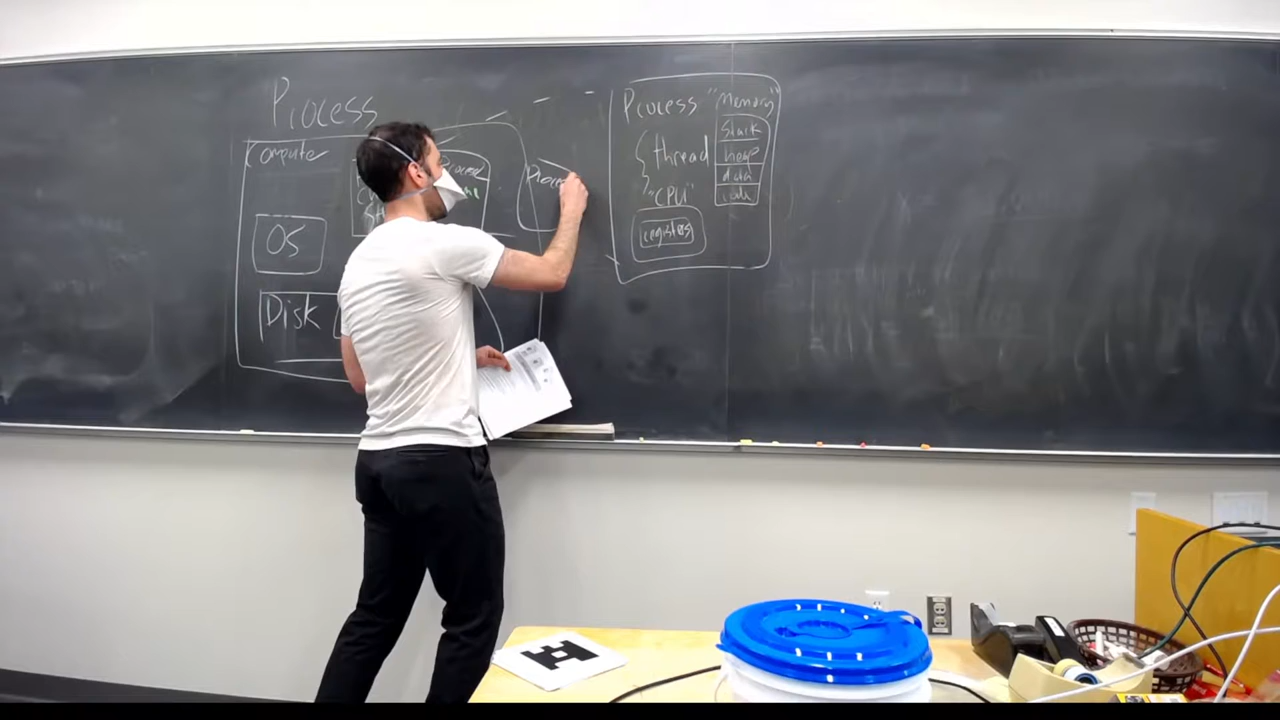 Process
Computer
OS
Disk
Process
Process "Memory"
thread
"CPU"
registers
Stack
heap
data
code